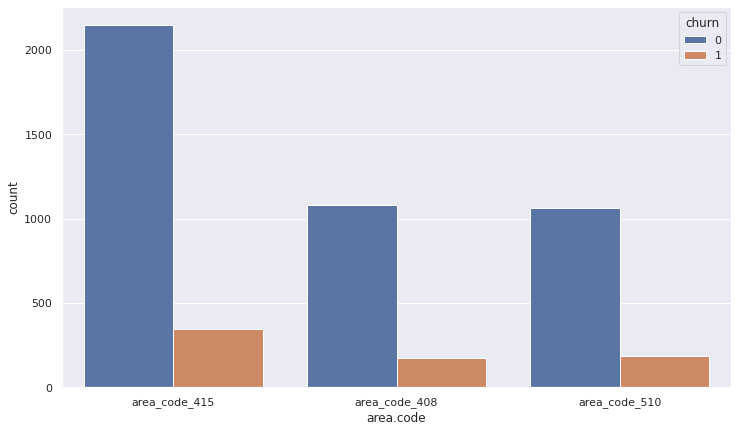 churn
0
1
2000
1500
1000
500
0
count
area_code_415
area_code_408
area_code_510
area.code